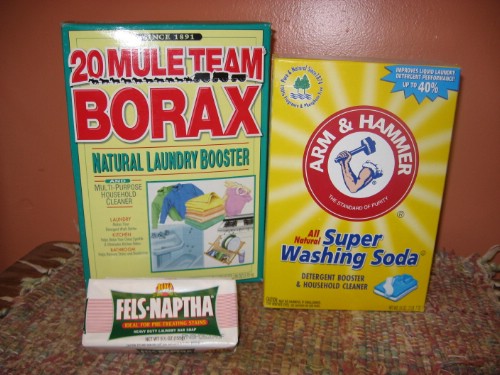 SINCE 1891
20 MULE TEAM
BORAX
NATURAL LAUNDRY BOOSTER
AND
MULTI-PURPOSE
HOUSEHOLD
CLEANER
LAUNDRY
KITCHEN
BATHROOM
IMPROVES LIQUID LAUNDRY
DETERGENT PERFORMANCE!
UP TO 40%
ARM & HAMMER
THE STANDARD OF PURITY
All
Natural
Super
Washing Soda
DETERGENT BOOSTER
& HOUSEHOLD CLEANER
FELS-NAPTHA
IDEAL FOR PRE-TREATING STAINS
HEAVY DUTY LAUNDRY BAR SOAP